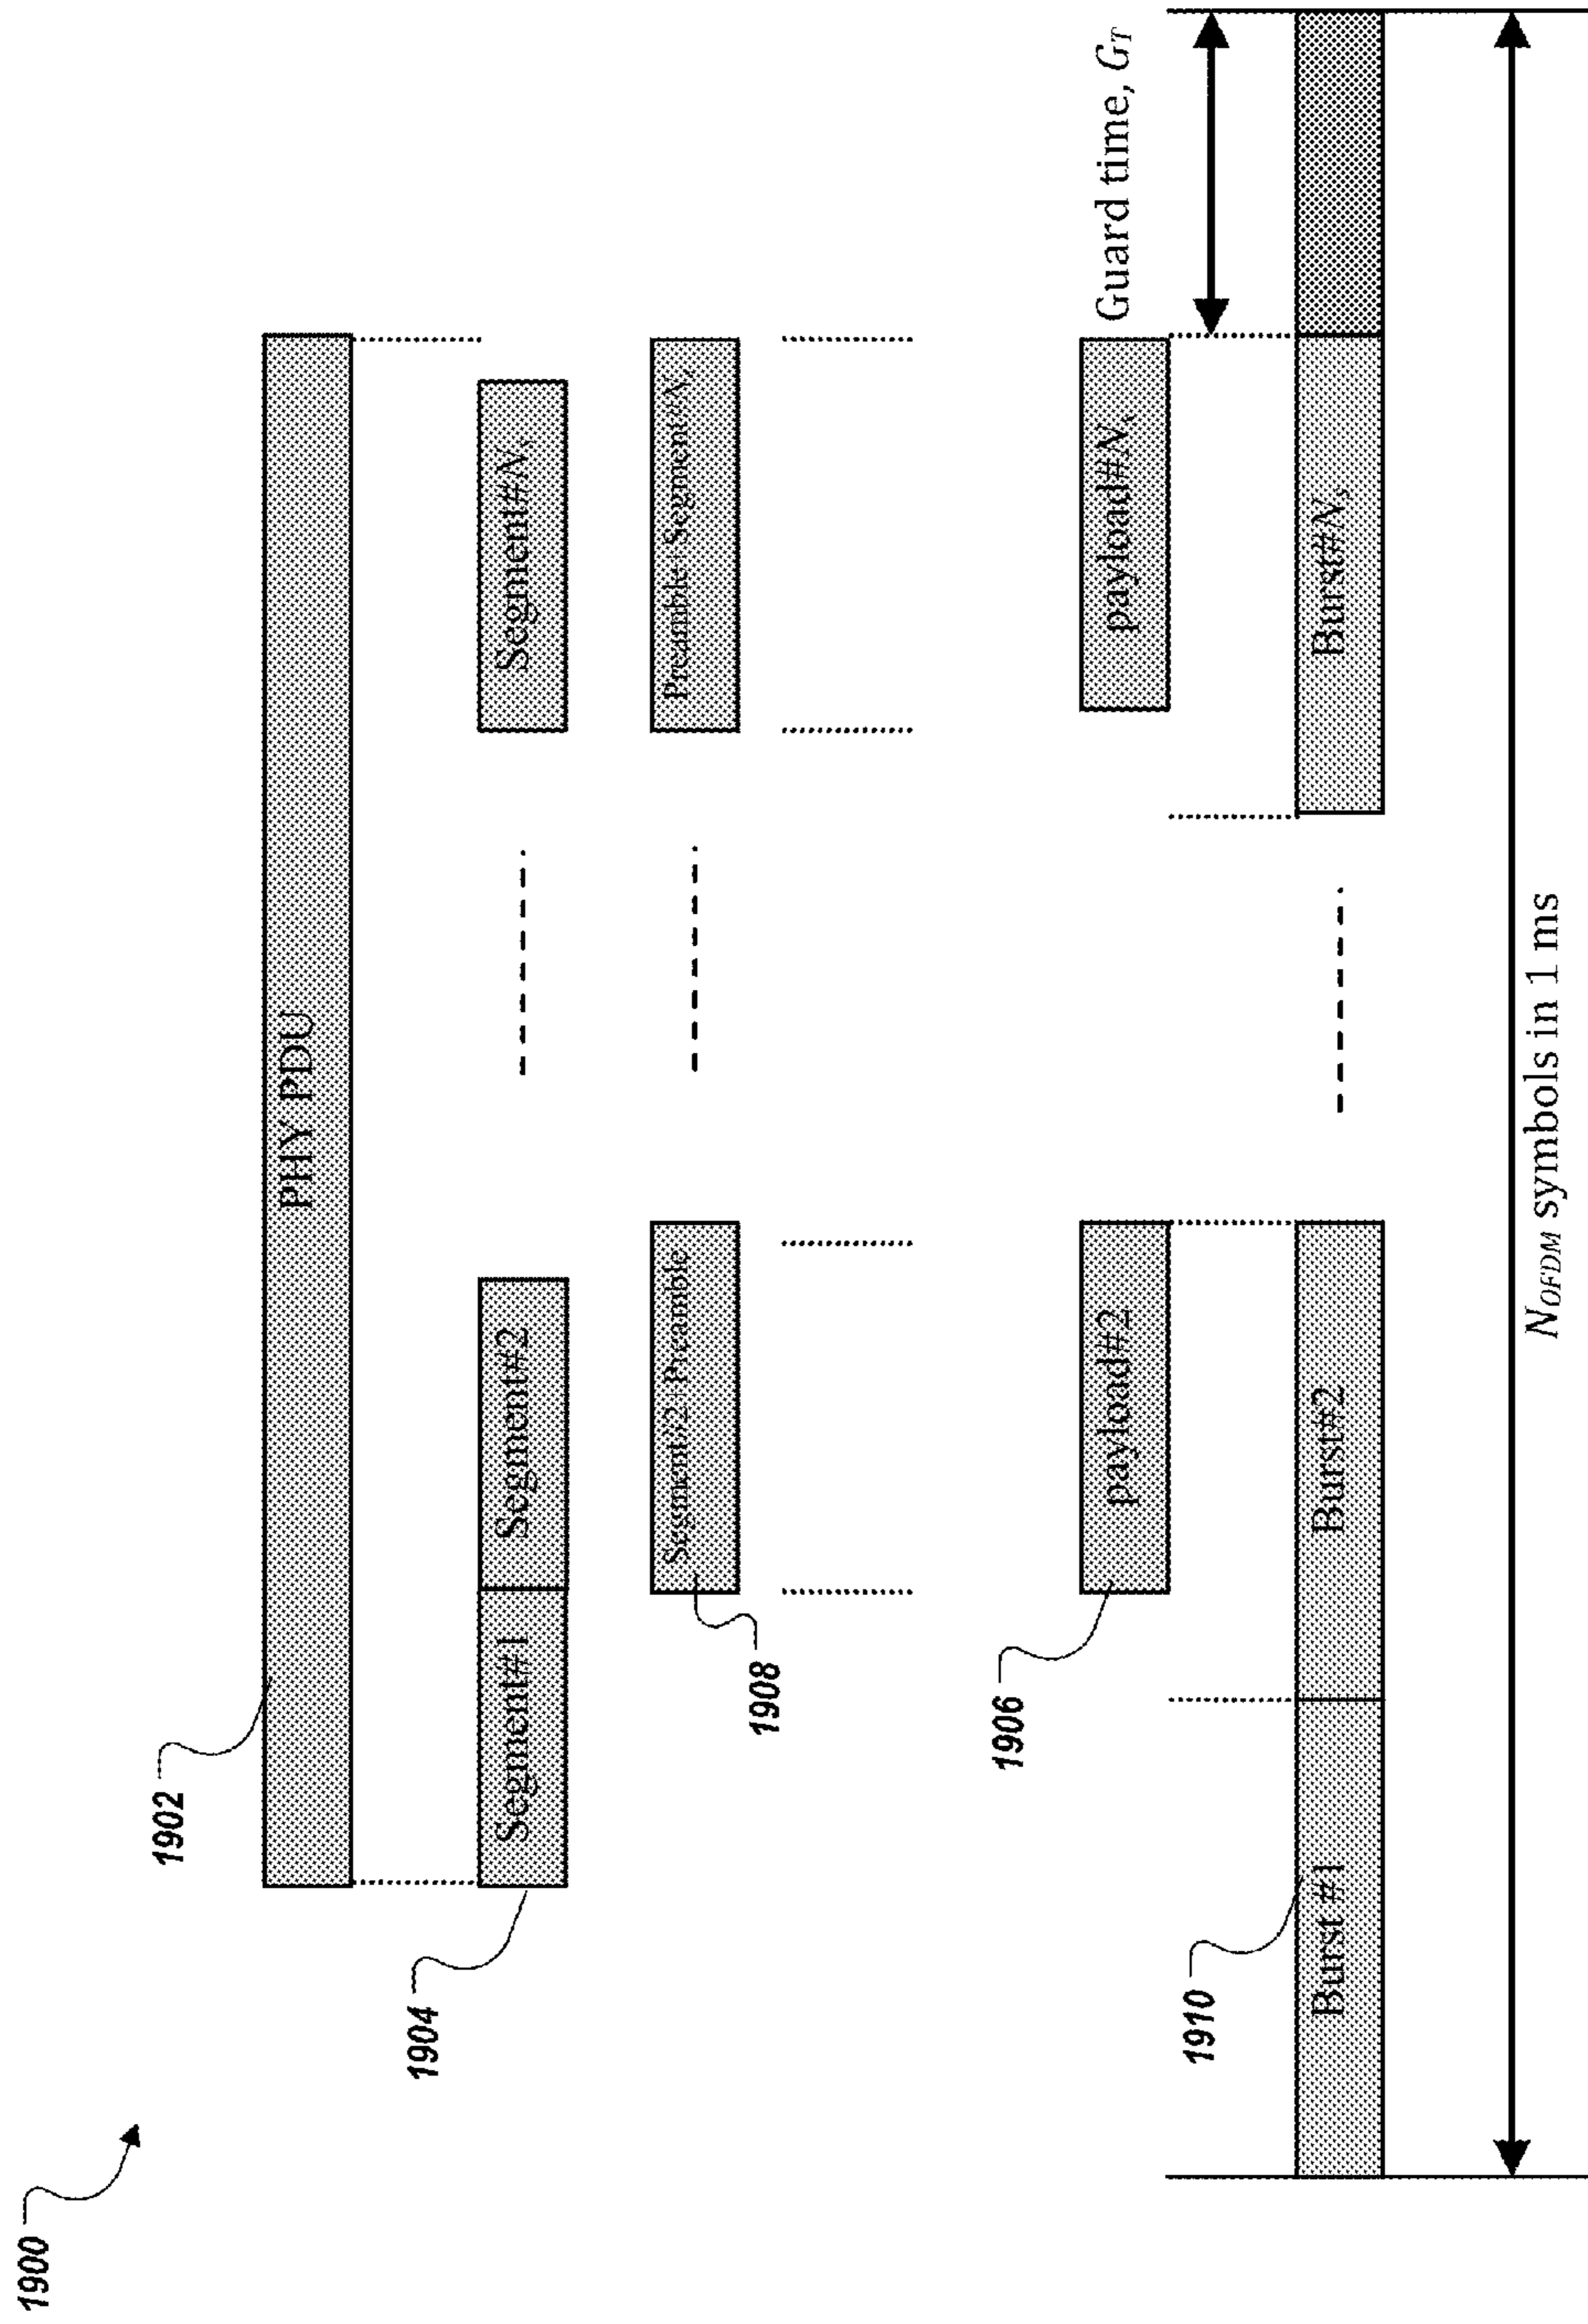 1900
1902
PHY PDU
1904
Segment#1
Segment#2
Segment#Ns
1908
Segment#2+Preamble
Preamble+Segment#Ns
1906
payload#2
payload#Ns
Guard time, GT
1910
Burst #1
Burst#2
Burst#Ns
NOFDM symbols in 1 ms